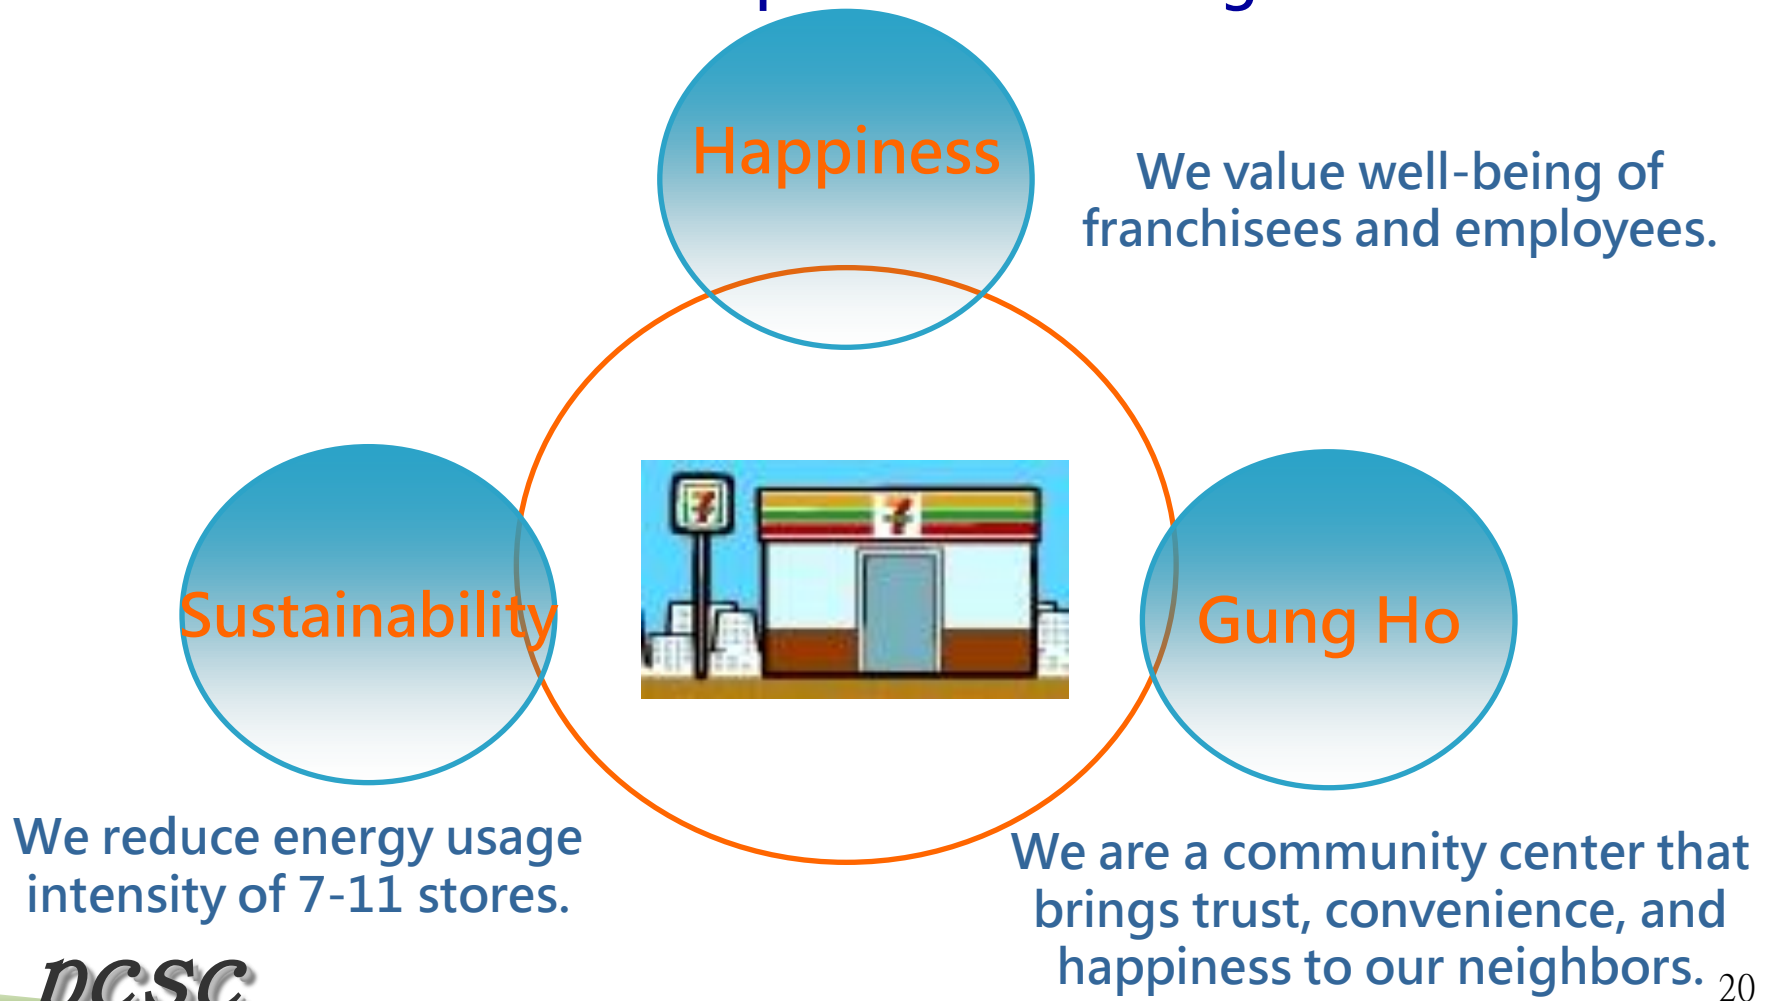 Happiness
We value well-being of
franchisees and employees.
Sustainability
Gung Ho
We reduce energy usage
intensity of 7-11 stores.
We are a community center that
brings trust, convenience, and
happiness to our neighbors.
pcsc
20